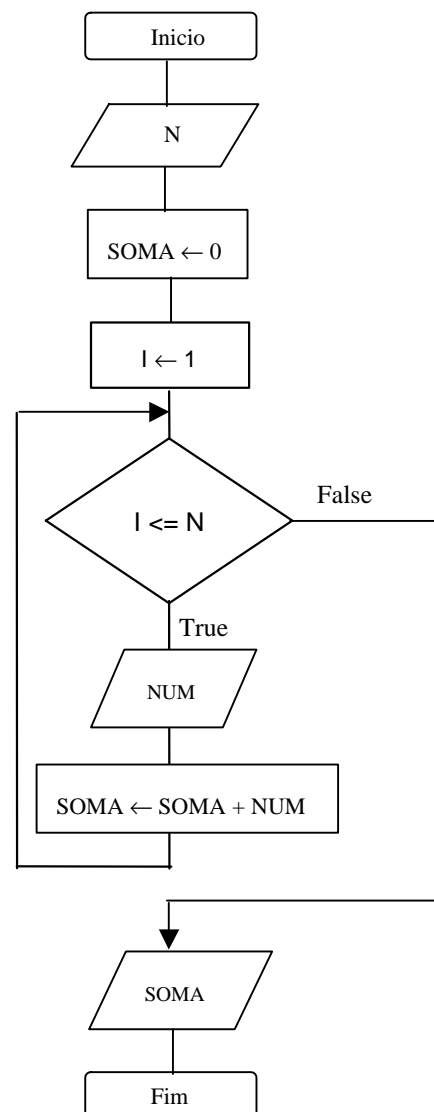 Inicio
N
SOMA ← 0
I ← 1
I <= N
False
True
NUM
SOMA ← SOMA + NUM
SOMA
Fim